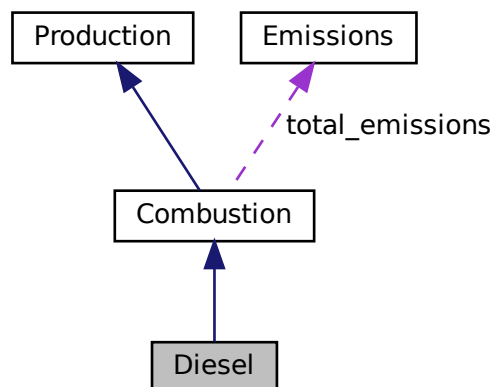 Production
Emissions
total_emissions
Combustion
Diesel